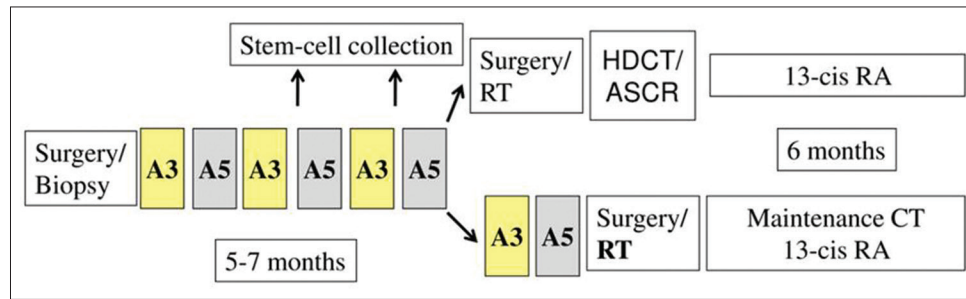 Stem-cell collection
Surgery/
RT
HDCT/
ASCR
13-cis RA
Surgery/
Biopsy
A3
A5
A3
A5
A3
A5
6 months
5-7 months
A3
A5
Surgery/
RT
Maintenance CT
13-cis RA